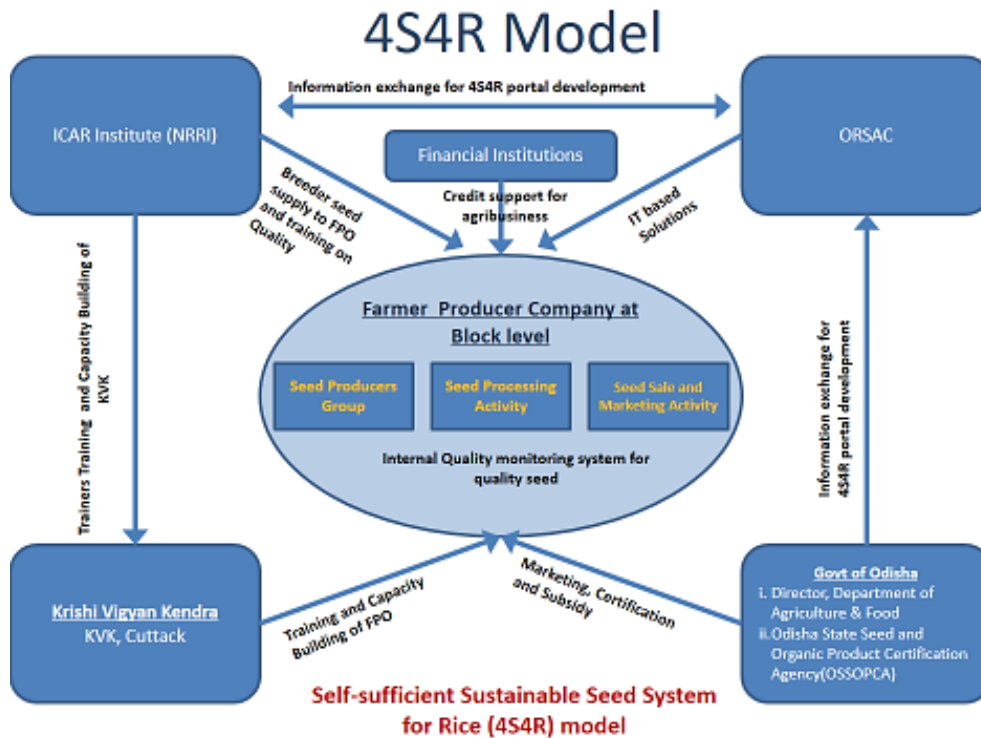 4S4R Model
Information exchange for 4S4R portal development
ICAR Institute (NRRI)
Financial Institutions
ORSAC
Breeder seed
supply to FPO
and training on
Quality
Credit support for
agribusiness
IT based
Solutions
Trainers Training and Capacity Building of
KVK
Farmer Producer Company at
Block level
Seed Producers
Group
Seed Processing
Activity
Seed Sale and
Marketing Activity
Internal Quality monitoring system for
quality seed
Information exchange for
4S4R portal development
Krishi Vigyan Kendra
KVK, Cuttack
Training and Capacity
Building of FPO
Marketing, Certification
and Subsidy
Govt of Odisha
i. Director, Department of
Agriculture & Food
ii.Odisha State Seed and
Organic Product Certification
Agency(OSSOPCA)
Self-sufficient Sustainable Seed System
for Rice (4S4R) model